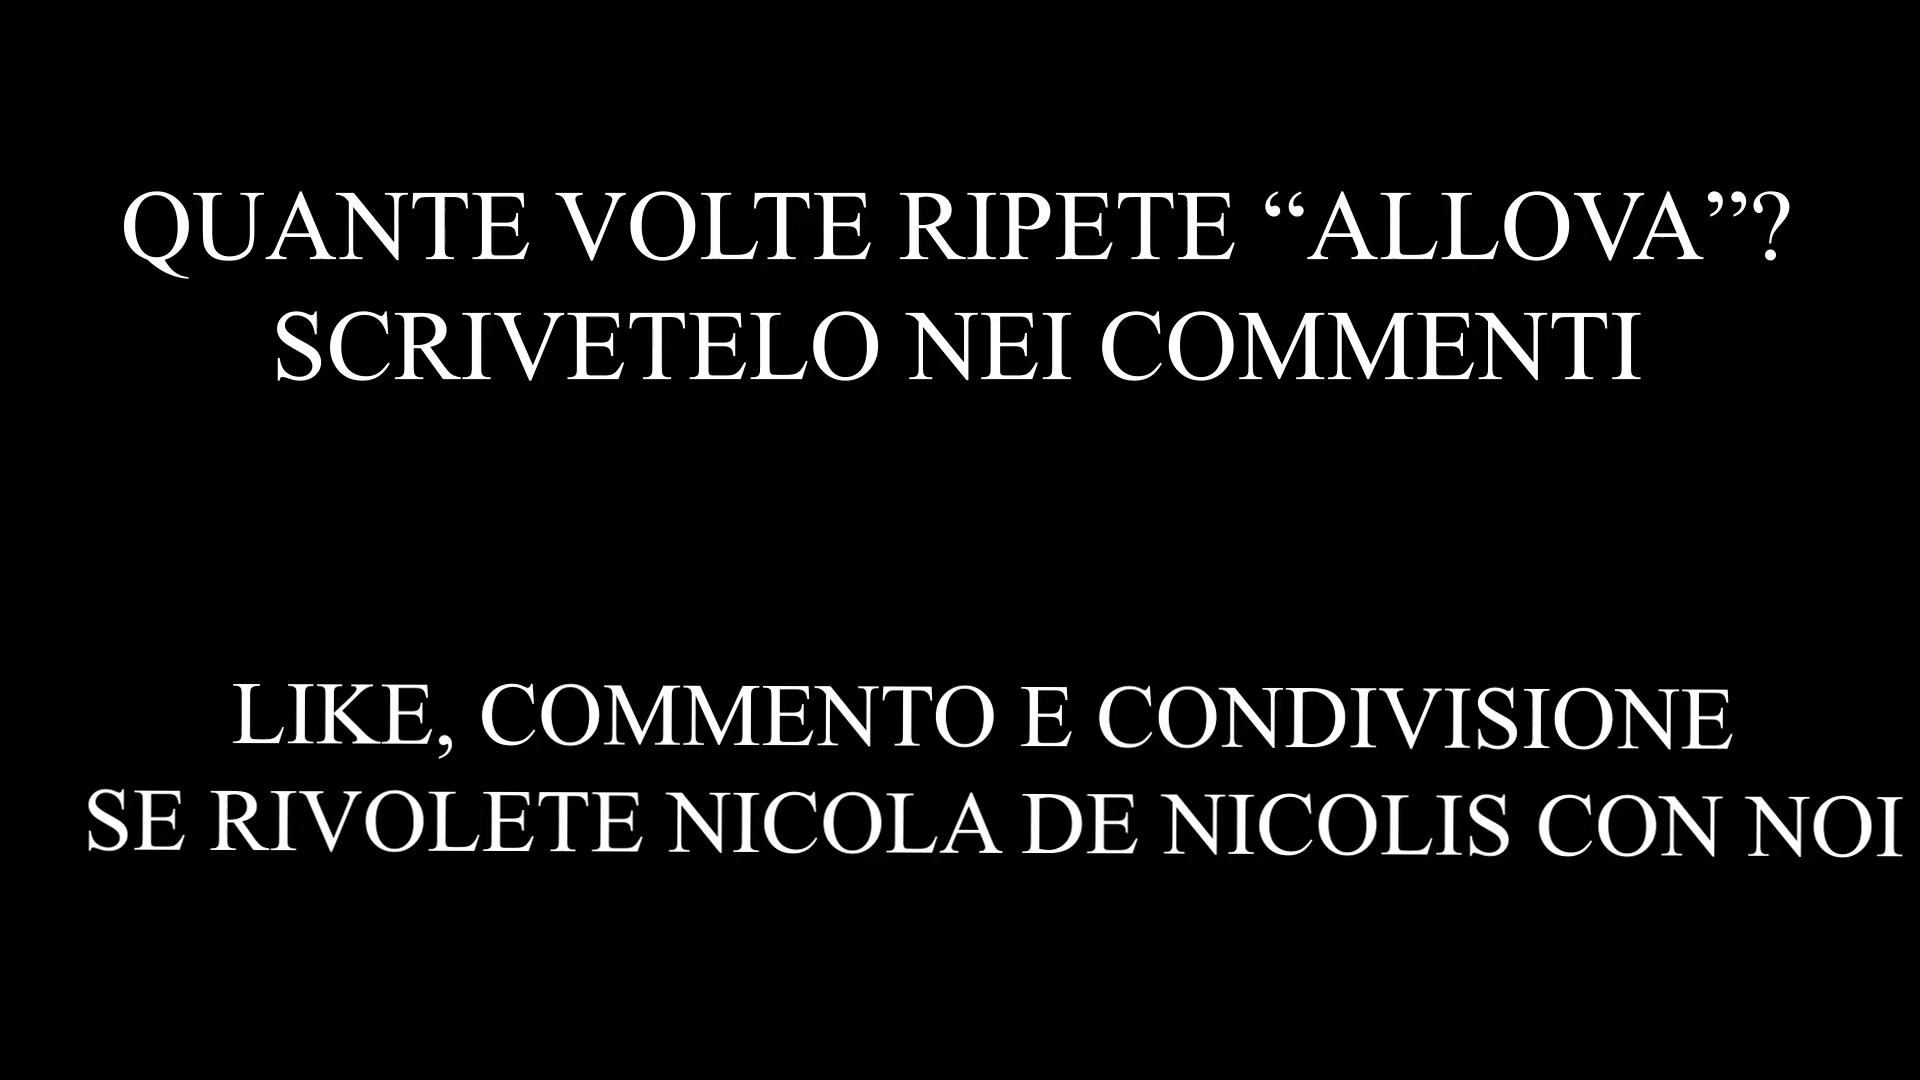 QUANTE VOLTE RIPETE “ALLOVA”?
SCRIVETELO NEI COMMENTI
LIKE, COMMENTO E CONDIVISIONE
SE RIVOLETE NICOLA DE NICOLIS CON NOI